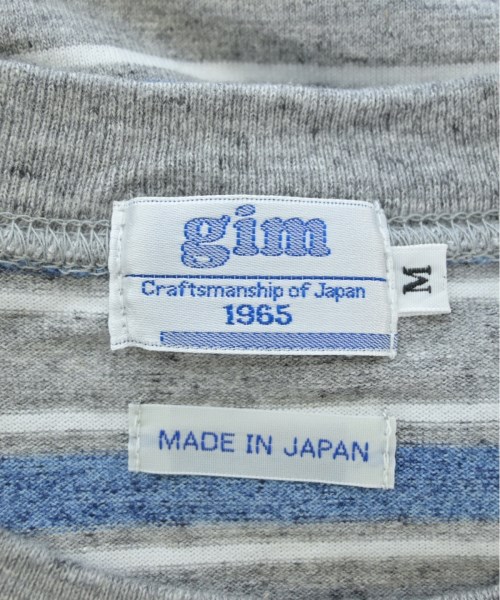 gim
Craftsmanship of Japan
1965
M
MADE IN JAPAN